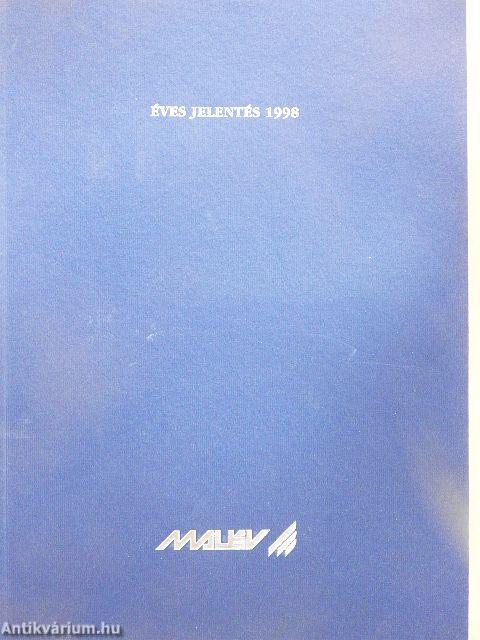 ÉVES JELENTÉS 1998
MALÉV
Antikvárium.hu